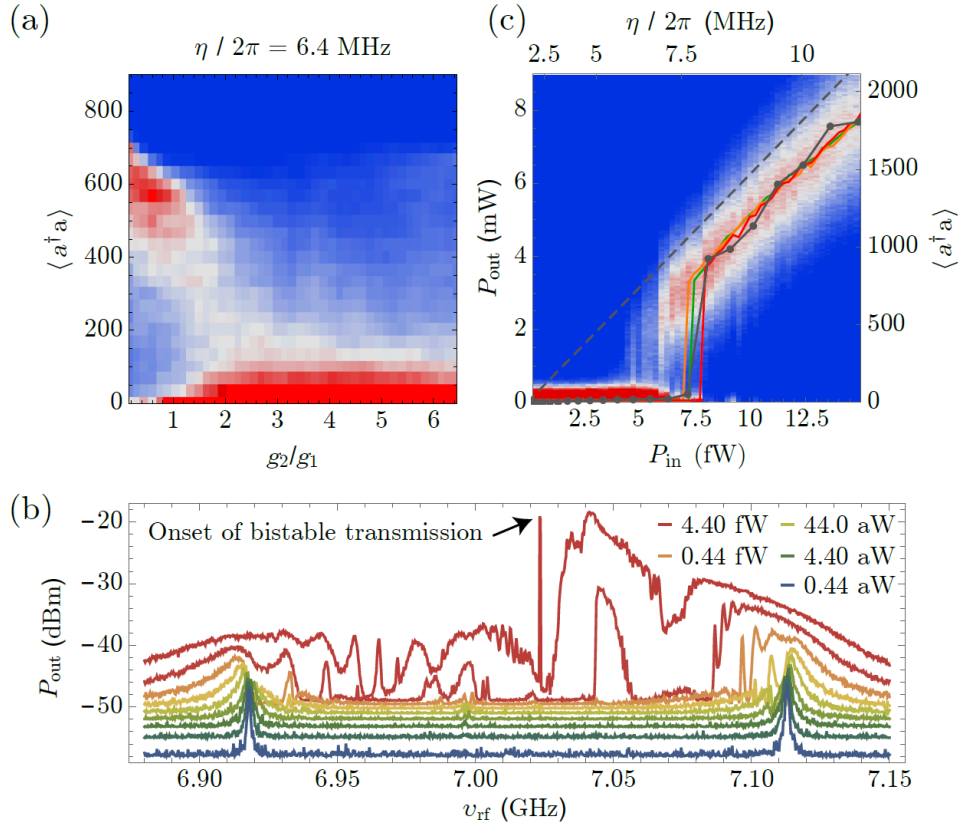 (a)
η / 2π = 6.4 MHz
800
600
400
200
0
⟨ a†a ⟩
1 2 3 4 5 6
g2/g1
(c)
η / 2π (MHz)
2.5 5 7.5 10
8
6
4
2
0
Pout (mW)
2000
1500
1000
500
0
⟨ a†a ⟩
2.5 5 7.5 10 12.5
Pin (fW)
(b)
−20
−30
−40
−50
Pout (dBm)
Onset of bistable transmission
4.40 fW 44.0 aW
0.44 fW 4.40 aW
0.44 aW
6.90 6.95 7.00 7.05 7.10 7.15
νrf (GHz)